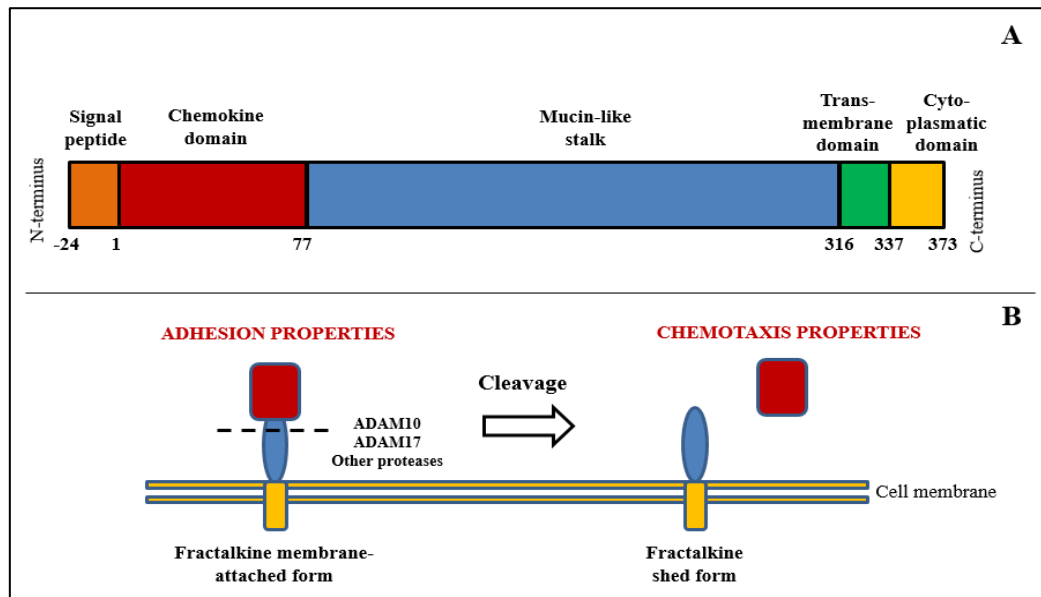 A
Signal
peptide
Chemokine
domain
Mucin-like
stalk
Trans-
membrane
domain
Cyto-
plasmatic
domain
N-terminus
C-terminus
-24 1 77 316 337 373
B
ADHESION PROPERTIES
CHEMOTAXIS PROPERTIES
Cleavage
ADAM10
ADAM17
Other proteases
Cell membrane
Fractalkine membrane-
attached form
Fractalkine
shed form